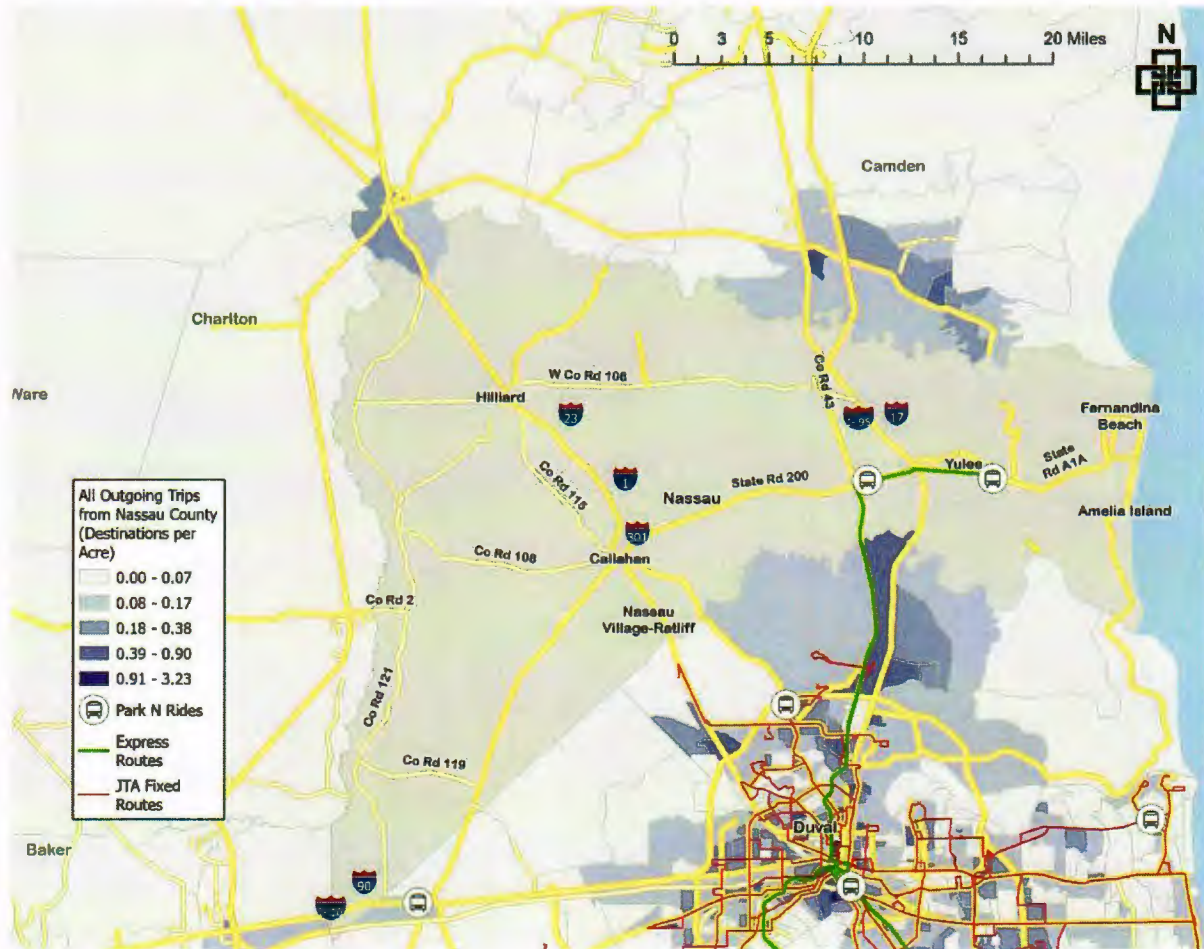 0 3 5 10 15 20 Miles
N
Camden
Charlton
Ware
W Co Rd 106
Co Rd 43
Hilliard
23
I-95
17
Fernandina
Beach
Yulee
State
Rd A1A
Co Rd 115
1
State Rd 200
Nassau
Amelia Island
301
Callahan
Co Rd 108
Co Rd 2
Nassau
Village-Ratliff
Co Rd 121
Co Rd 119
Duval
Baker
90
All Outgoing Trips
from Nassau County
(Destinations per
Acre)
0.00 - 0.07
0.08 - 0.17
0.18 - 0.38
0.39 - 0.90
0.91 - 3.23
Park N Rides
Express
Routes
JTA Fixed
Routes